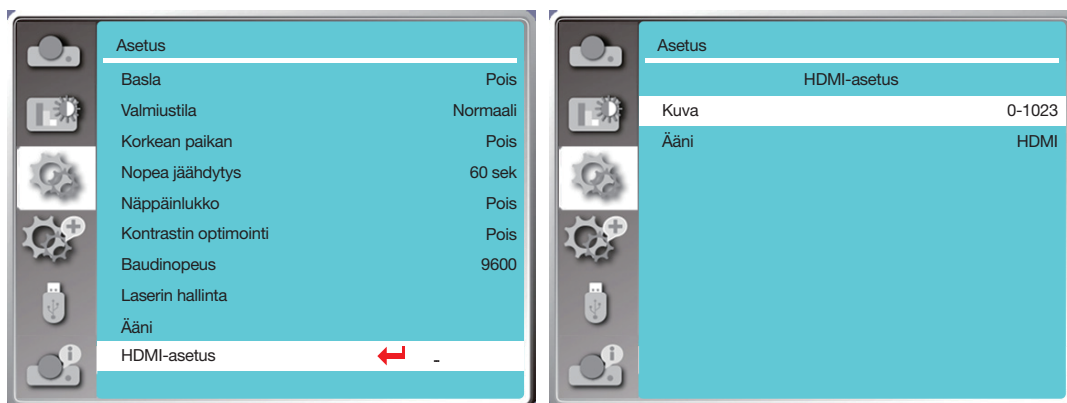 Asetus
Basla Pois
Valmiustila Normaali
Korkean paikan Pois
Nopea jäähdytys 60 sek
Näppäinlukko Pois
Kontrastin optimointi Pois
Baudinopeus 9600
Laserin hallinta
Ääni
HDMI-asetus -
Asetus
HDMI-asetus
Kuva 0-1023
Ääni HDMI